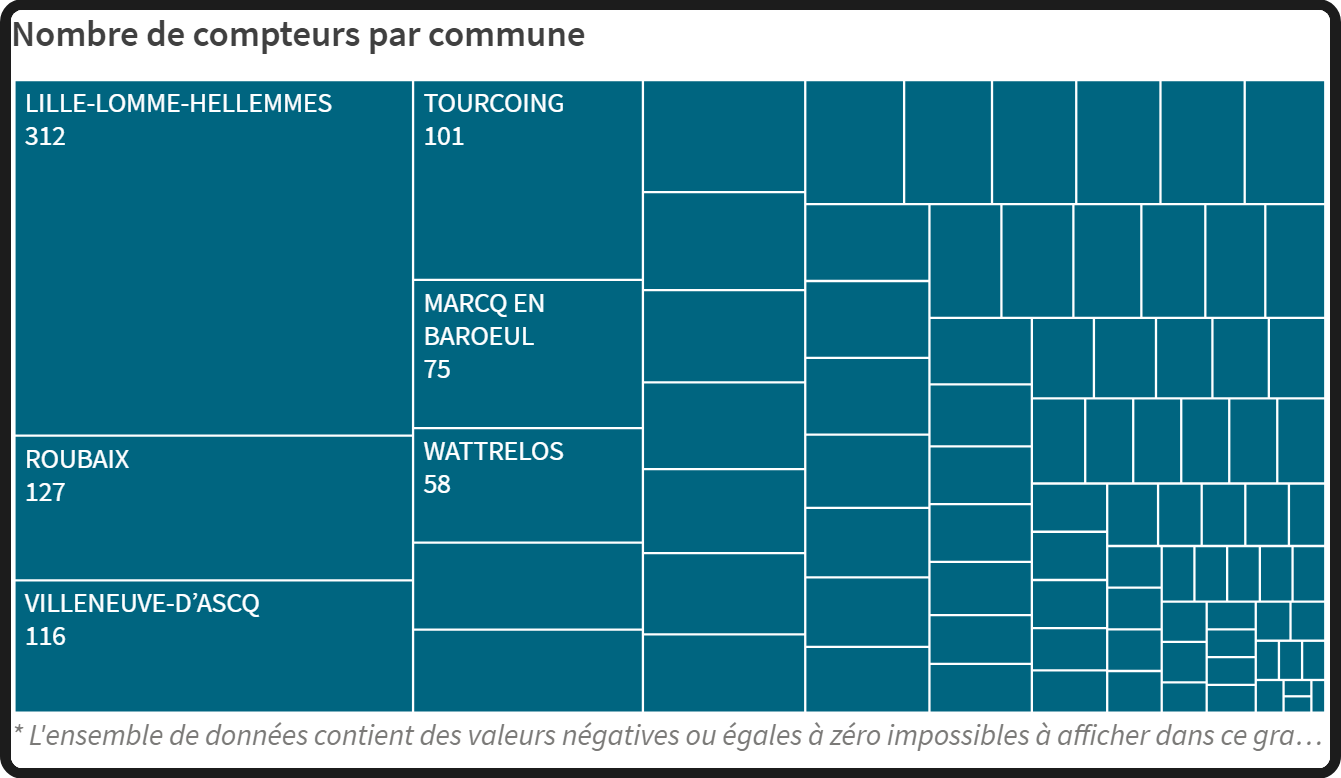 Nombre de compteurs par commune
LILLE-LOMME-HELLEMMES
312
TOURCOING
101
MARCQ EN
BAROEUL
75
ROUBAIX
127
WATTRELOS
58
VILLENEUVE-D’ASCQ
116
* L'ensemble de données contient des valeurs négatives ou égales à zéro impossibles à afficher dans ce gra…